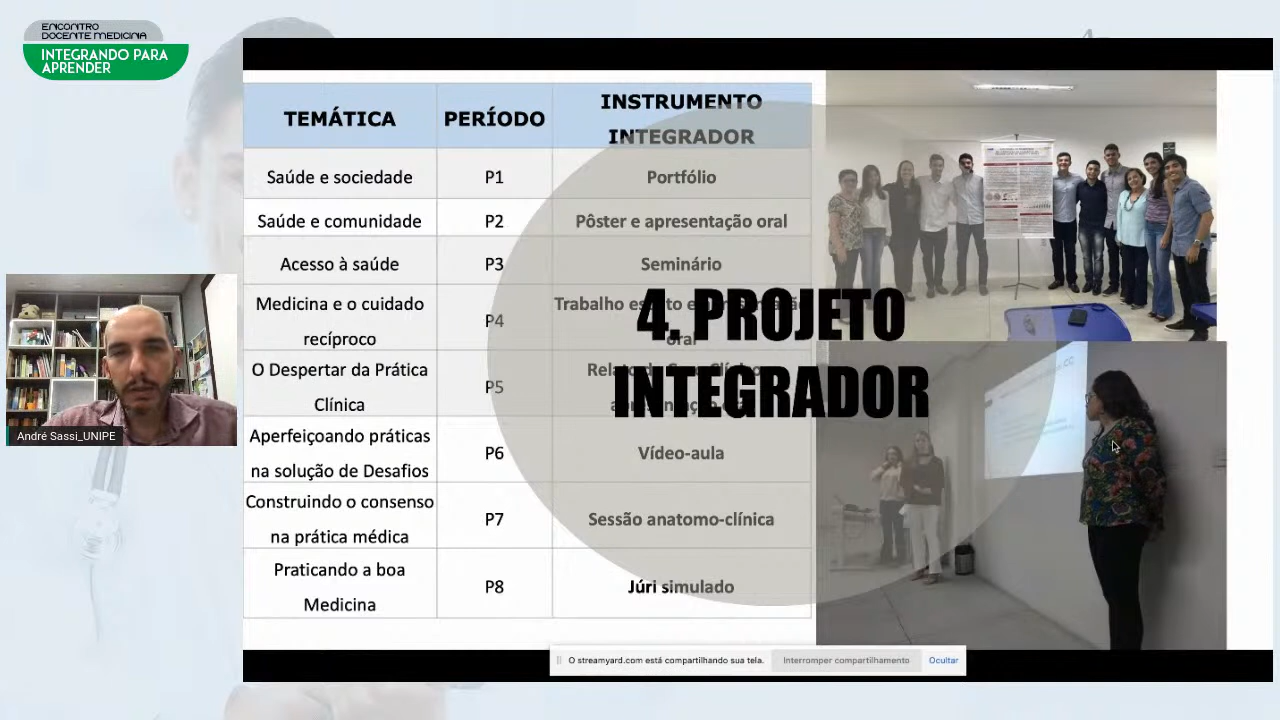 ENCONTRO
DOCENTE MEDICINA
INTEGRANDO PARA
APRENDER
TEMÁTICA
PERÍODO
INSTRUMENTO
INTEGRADOR
Saúde e sociedade
P1
Portfólio
Saúde e comunidade
P2
Pôster e apresentação oral
Acesso à saúde
P3
Seminário
Medicina e o cuidado
recíproco
P4
Trabalho
oral
O Despertar da Prática
Clínica
P5
Aperfeiçoando práticas
na solução de Desafios
P6
Vídeo-aula
Construindo o consenso
na prática médica
P7
Sessão anatomo-clínica
Praticando a boa
Medicina
P8
Júri simulado
4. PROJETO
INTEGRADOR
André Sassi_UNIPE
O streamyard.com está compartilhando sua tela.
Interromper compartilhamento
Ocultar